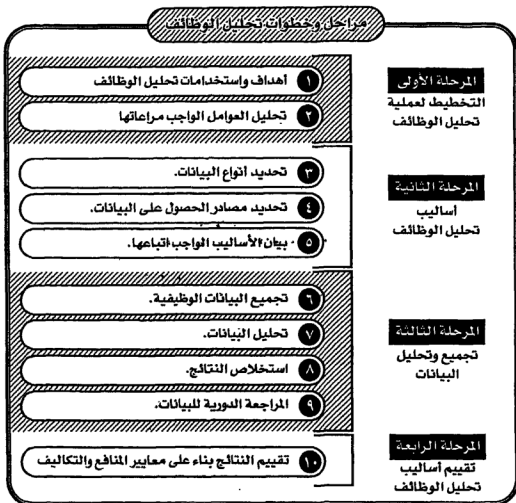 مراحل وخطوات تحليل الوظائف
المرحلة الأولى
التخطيط لعملية
تحليل الوظائف
١ أهداف واستخدامات تحليل الوظائف
٢ تحليل العوامل الواجب مراعاتها
المرحلة الثانية
أساليب
تحليل الوظائف
٣ تحديد أنواع البيانات.
٤ تحديد مصادر الحصول على البيانات.
٥ بيان الأساليب الواجب إتباعها.
المرحلة الثالثة
تجميع وتحليل
البيانات
٦ تجميع البيانات الوظيفية.
٧ تحليل البيانات.
٨ استخلاص النتائج.
٩ المراجعة الدورية للبيانات.
المرحلة الرابعة
تقييم أساليب
تحليل الوظائف
١٠ تقييم النتائج بناء على معايير المنافع والتكاليف